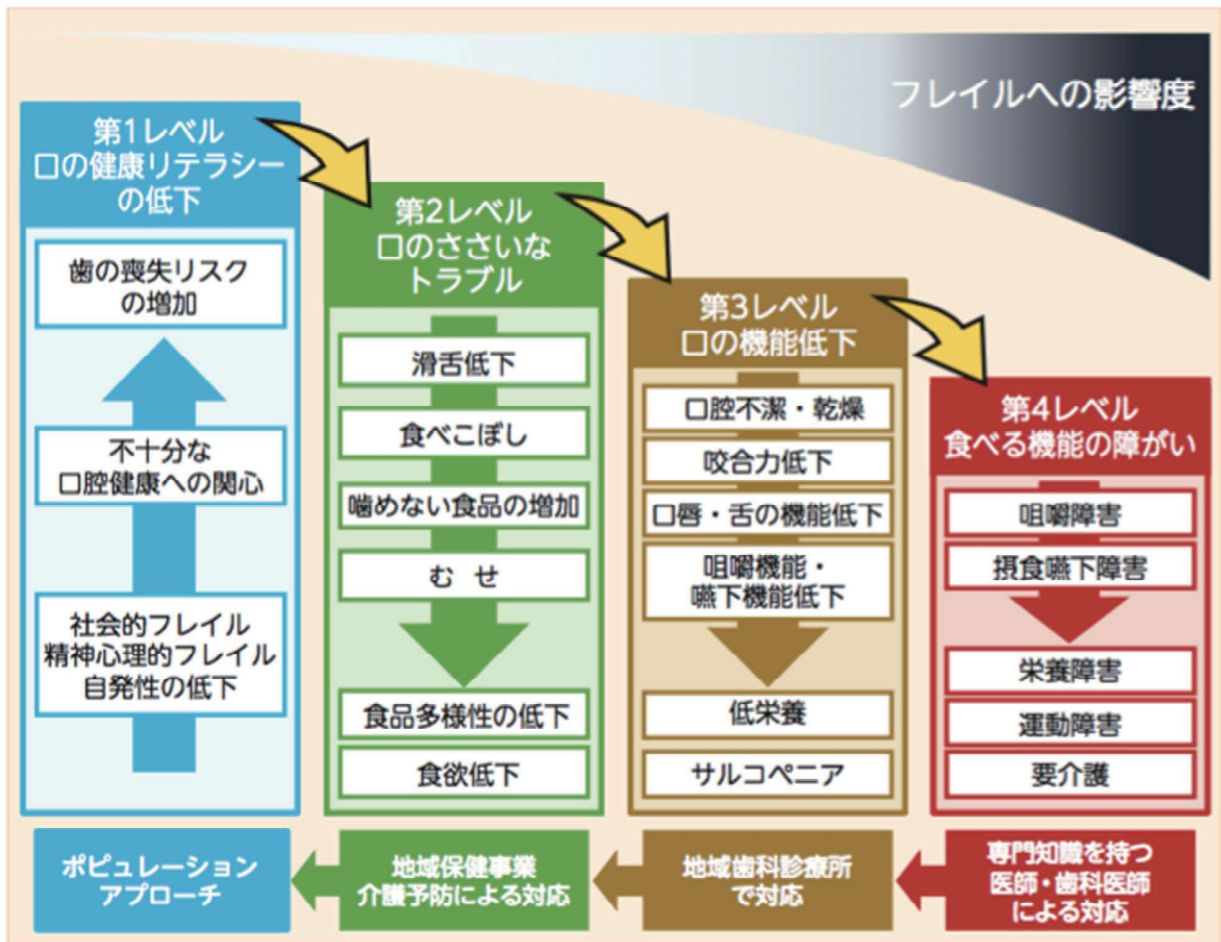 フレイルへの影響度
第1レベル
口の健康リテラシー
の低下
歯の喪失リスク
の増加
不十分な
口腔健康への関心
社会的フレイル
精神心理的フレイル
自発性の低下
ポピュレーション
アプローチ
第2レベル
口のささいな
トラブル
滑舌低下
食べこぼし
噛めない食品の増加
むせ
食品多様性の低下
食欲低下
地域保健事業
介護予防による対応
第3レベル
口の機能低下
口腔不潔・乾燥
咬合力低下
口唇・舌の機能低下
咀嚼機能・
嚥下機能低下
低栄養
サルコペニア
地域歯科診療所
で対応
第4レベル
食べる機能の障がい
咀嚼障害
摂食嚥下障害
栄養障害
運動障害
要介護
専門知識を持つ
医師・歯科医師
による対応